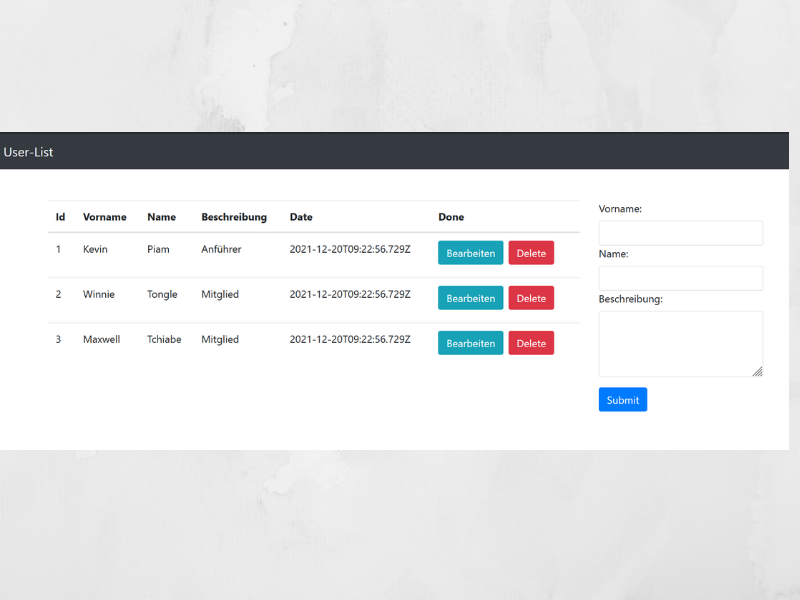 User-List
Id Vorname Name Beschreibung Date Done
1 Kevin Piam Anführer 2021-12-20T09:22:56.729Z Bearbeiten Delete
2 Winnie Tongle Mitglied 2021-12-20T09:22:56.729Z Bearbeiten Delete
3 Maxwell Tchiabe Mitglied 2021-12-20T09:22:56.729Z Bearbeiten Delete
Vorname:
Name:
Beschreibung:
Submit